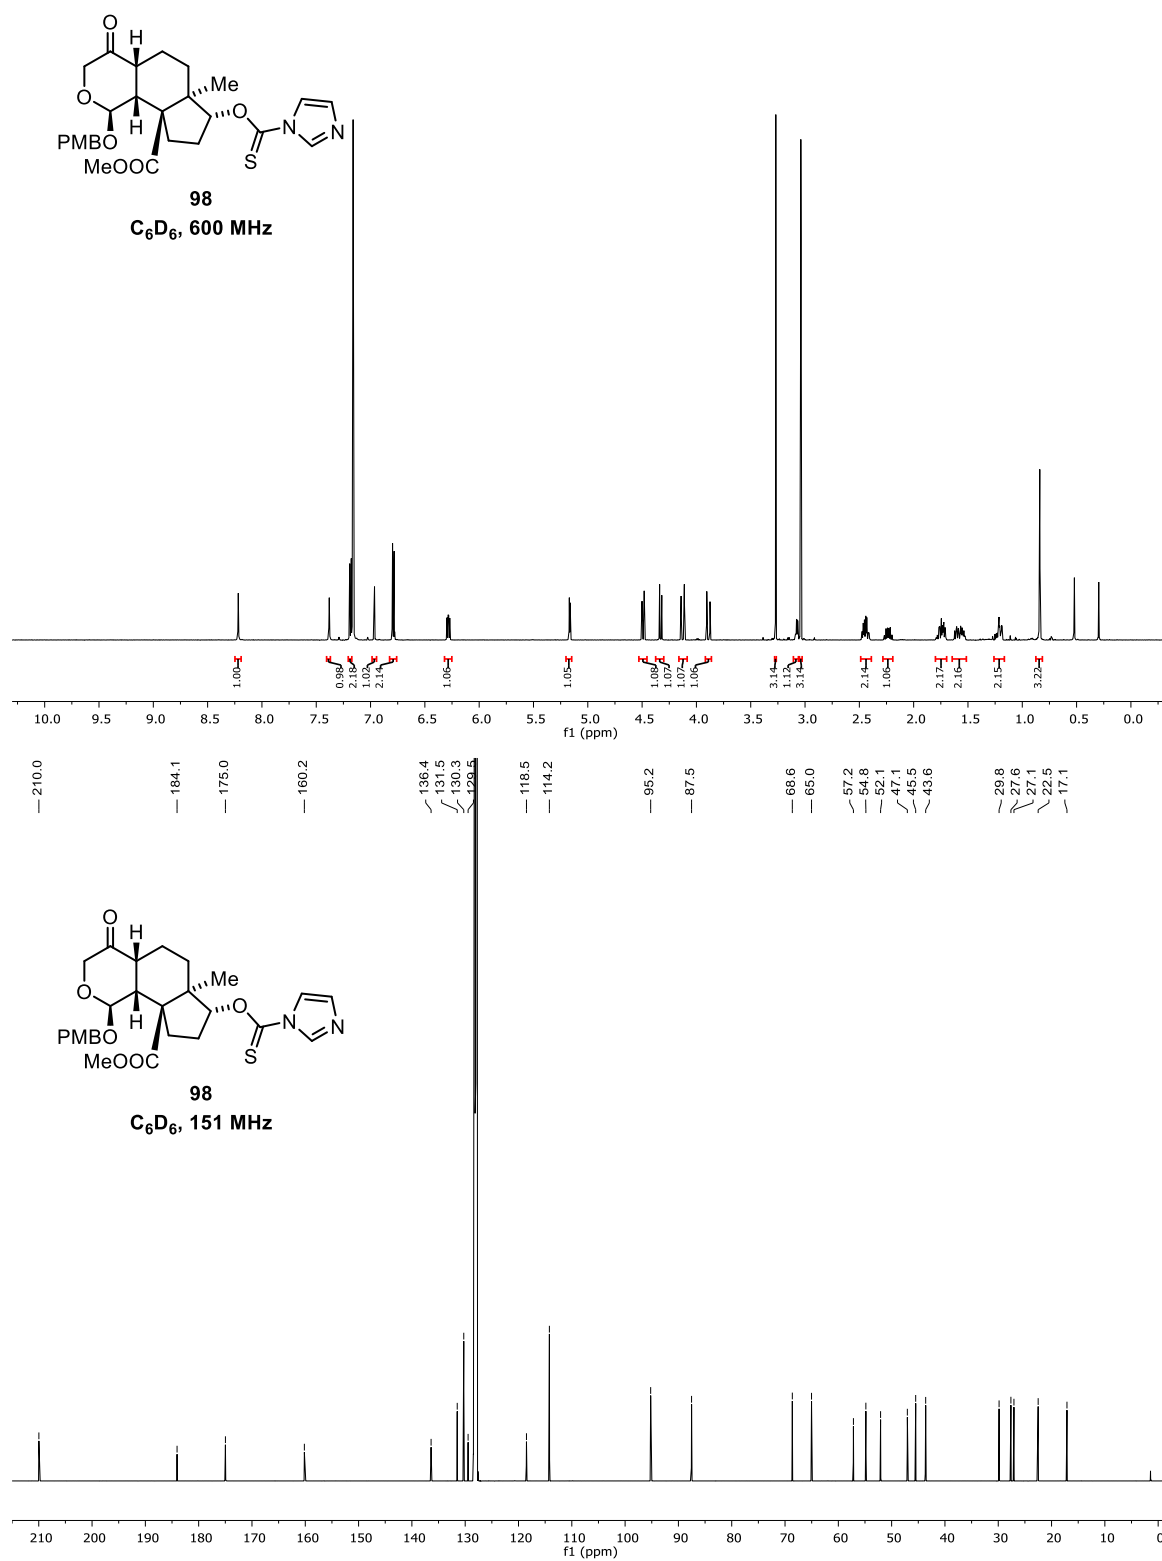 O
H
Me
O
O
N
N
H
PMBO
S
MeOOC
98
C6D6, 600 MHz
1.00
0.98
2.18
1.02
2.14
1.06
1.05
1.08
1.07
1.07
1.06
3.14
1.12
3.14
2.14
1.06
2.17
2.16
2.15
3.22
10.0 9.5 9.0 8.5 8.0 7.5 7.0 6.5 6.0 5.5 5.0 4.5 4.0 3.5 3.0 2.5 2.0 1.5 1.0 0.5 0.0
f1 (ppm)
210.0
184.1
175.0
160.2
136.4
131.5
130.3
129.5
118.5
114.2
95.2
87.5
68.6
65.0
57.2
54.8
52.1
47.1
45.5
43.6
29.8
27.6
27.1
22.5
17.1
O
H
Me
O
O
N
N
H
PMBO
S
MeOOC
98
C6D6, 151 MHz
210 200 190 180 170 160 150 140 130 120 110 100 90 80 70 60 50 40 30 20 10 0
f1 (ppm)